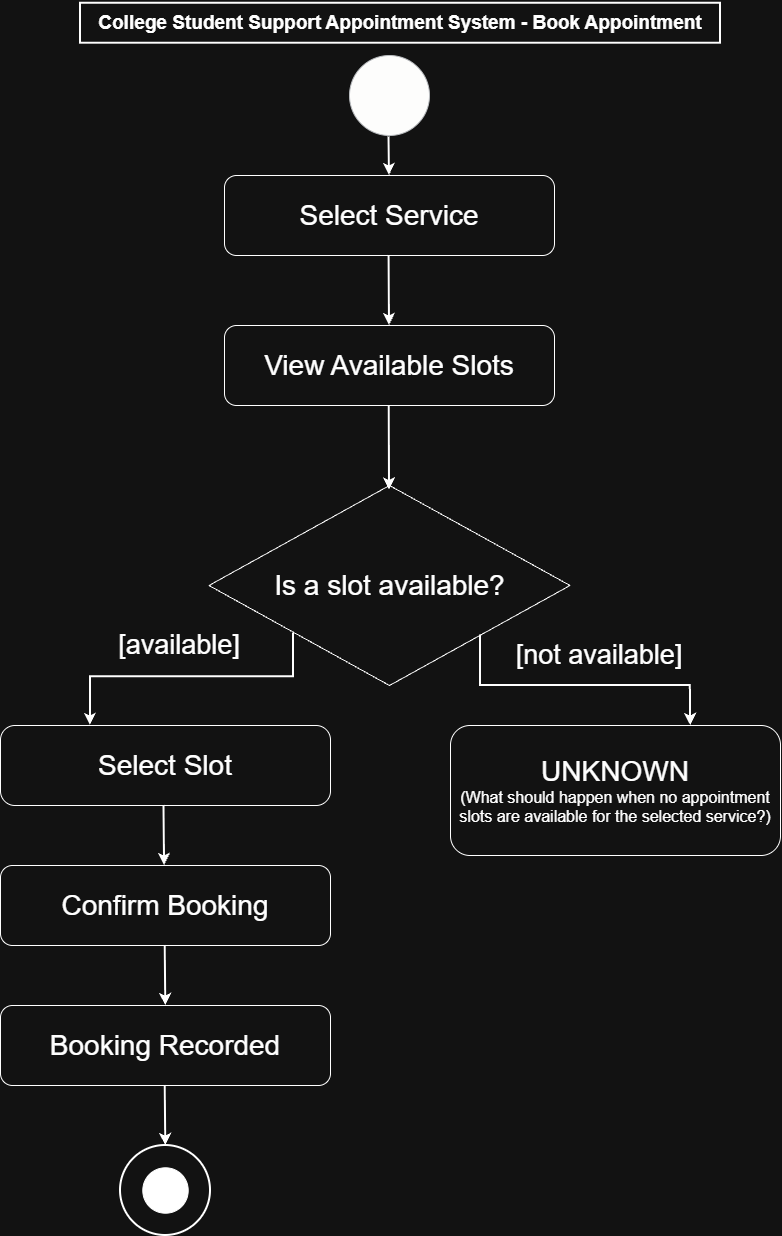 College Student Support Appointment System - Book Appointment
Select Service
View Available Slots
Is a slot available?
[available]
[not available]
Select Slot
UNKNOWN
(What should happen when no appointment
slots are available for the selected service?)
Confirm Booking
Booking Recorded